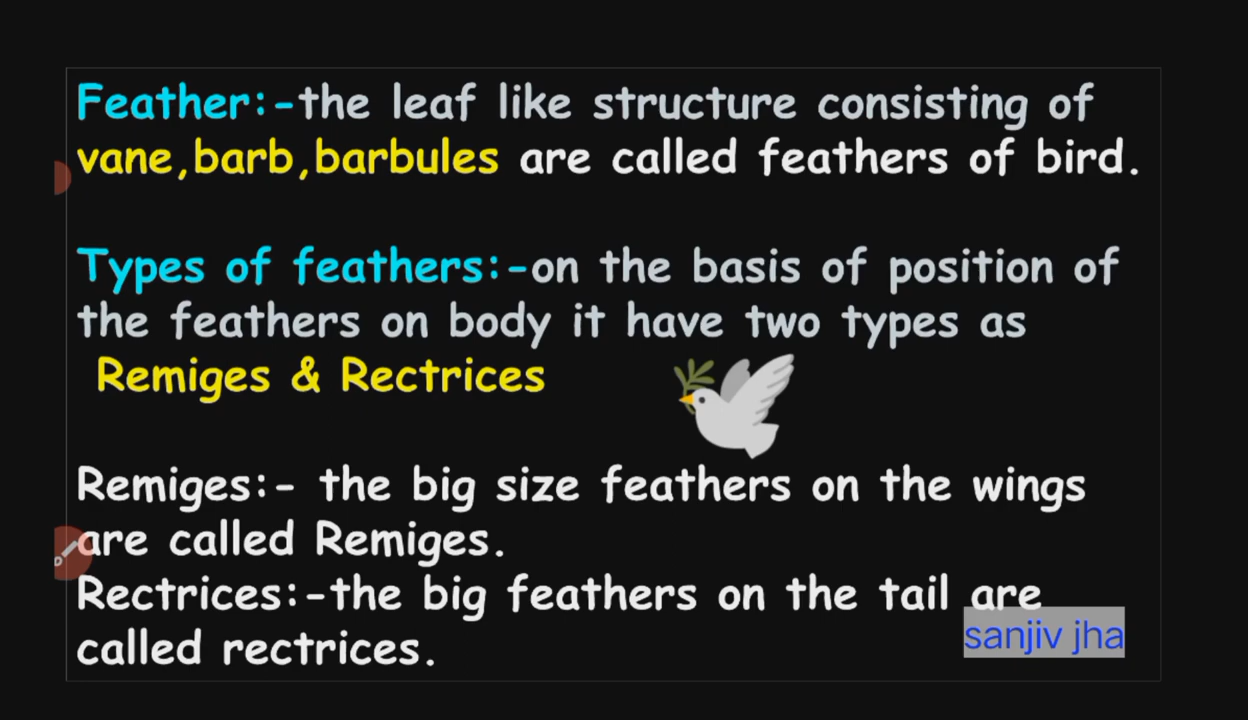 Feather:-the leaf like structure consisting of
vane,barb,barbules are called feathers of bird.
Types of feathers:-on the basis of position of
the feathers on body it have two types as
Remiges & Rectrices
Remiges:- the big size feathers on the wings
are called Remiges.
Rectrices:-the big feathers on the tail are
called rectrices.
sanjiv jha